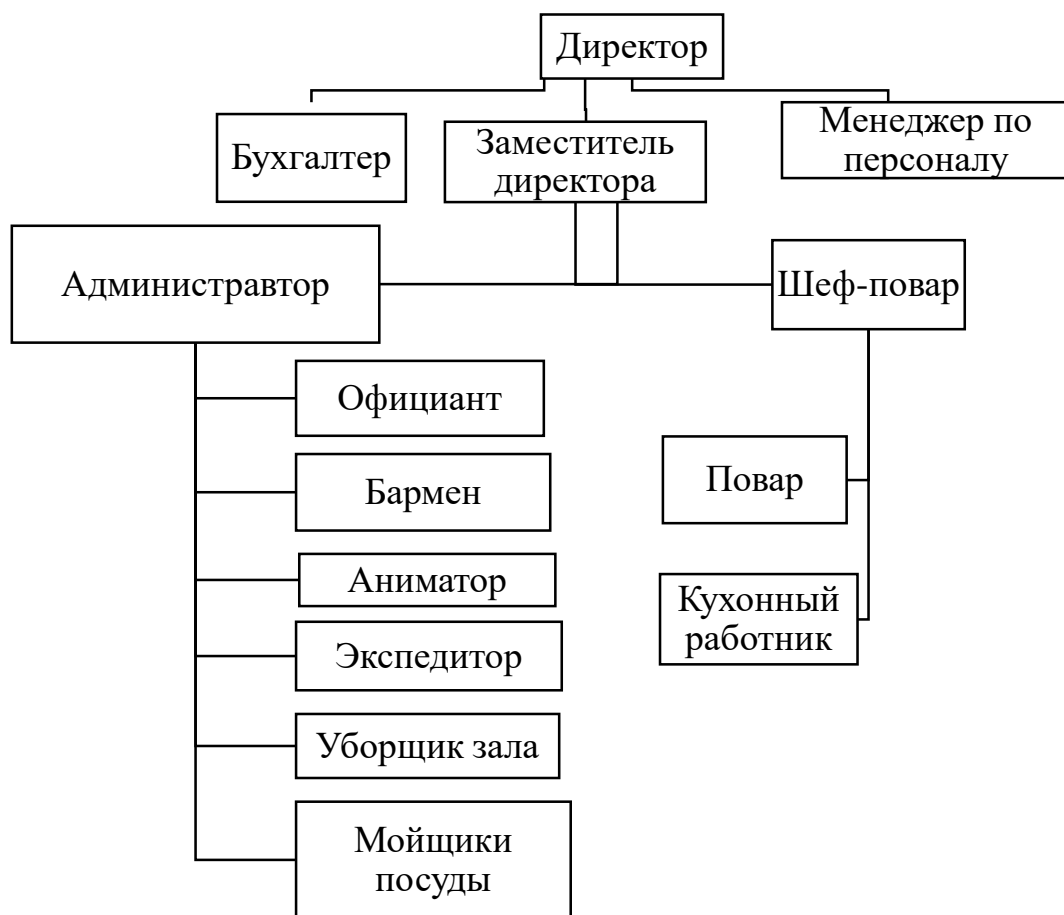 Директор
Бухгалтер
Заместитель
директора
Менеджер по
персоналу
Администравтор
Шеф-повар
Официант
Бармен
Аниматор
Экспедитор
Уборщик зала
Мойщики
посуды
Повар
Кухонный
работник